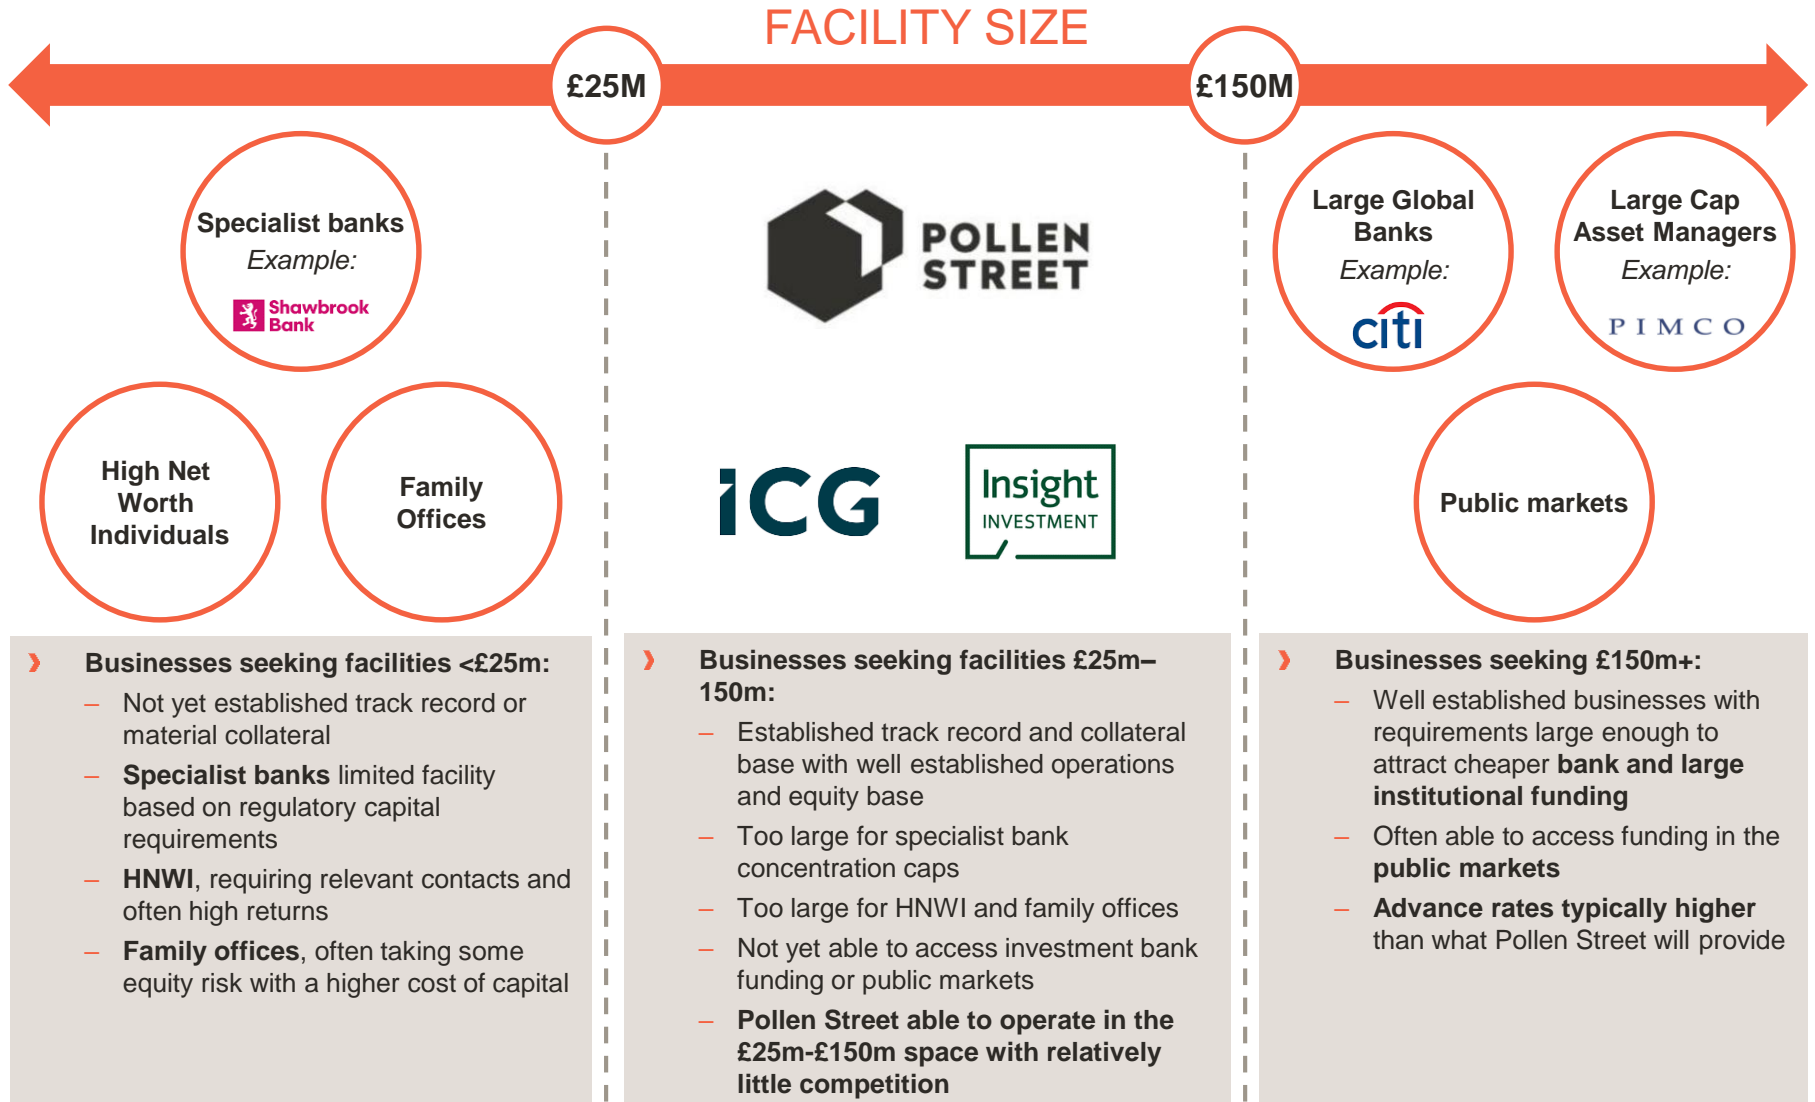 FACILITY SIZE
£25M
£150M
Specialist banks
Example:
Shawbrook
Bank
High Net
Worth
Individuals
Family
Offices
POLLEN
STREET
ICG
Insight
INVESTMENT
Large Global
Banks
Example:
citi
Large Cap
Asset Managers
Example:
PIMCO
Public markets
❯ Businesses seeking facilities <£25m:
– Not yet established track record or
material collateral
– Specialist banks limited facility
based on regulatory capital
requirements
– HNWI, requiring relevant contacts and
often high returns
– Family offices, often taking some
equity risk with a higher cost of capital
❯ Businesses seeking facilities £25m–
150m:
– Established track record and collateral
base with well established operations
and equity base
– Too large for specialist bank
concentration caps
– Too large for HNWI and family offices
– Not yet able to access investment bank
funding or public markets
– Pollen Street able to operate in the
£25m-£150m space with relatively
little competition
❯ Businesses seeking £150m+:
– Well established businesses with
requirements large enough to
attract cheaper bank and large
institutional funding
– Often able to access funding in the
public markets
– Advance rates typically higher
than what Pollen Street will provide